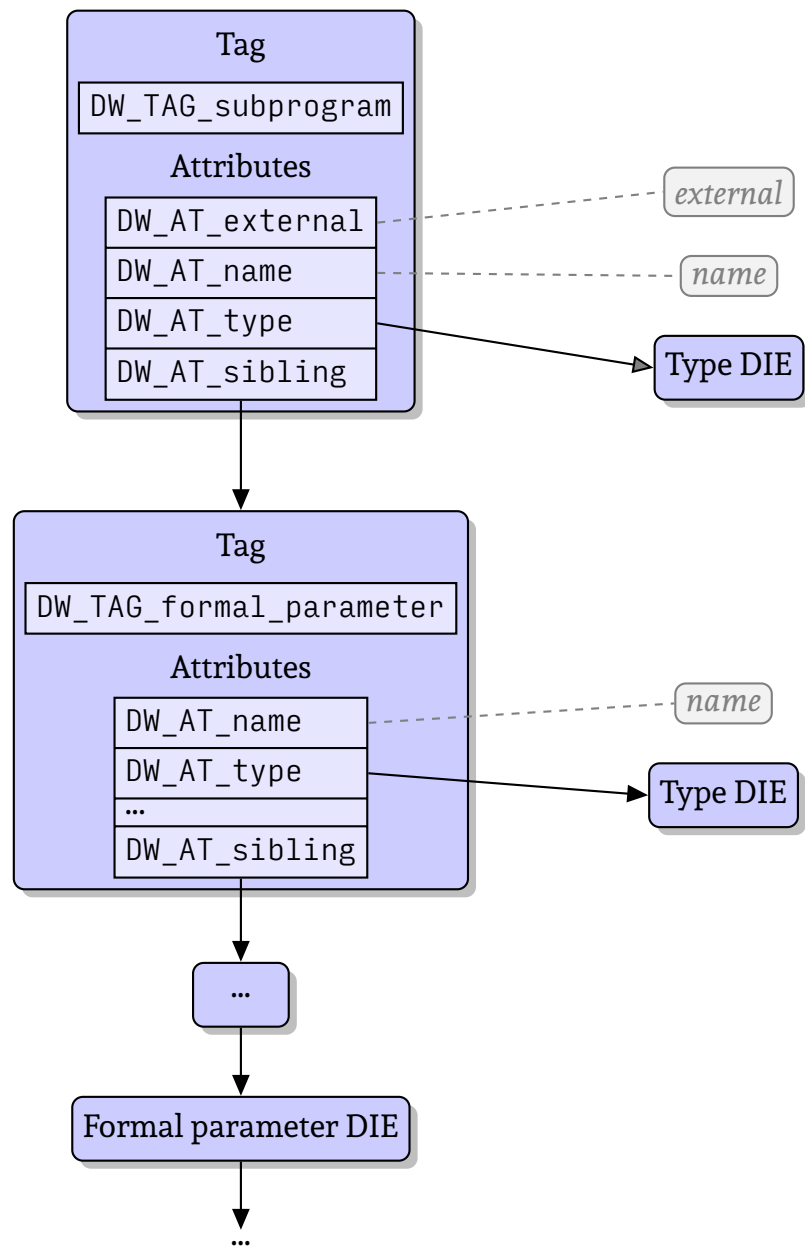 Tag
DW_TAG_subprogram
Attributes
DW_AT_external
external
DW_AT_name
name
DW_AT_type
Type DIE
DW_AT_sibling
Tag
DW_TAG_formal_parameter
Attributes
DW_AT_name
name
DW_AT_type
Type DIE
…
DW_AT_sibling
…
Formal parameter DIE
…